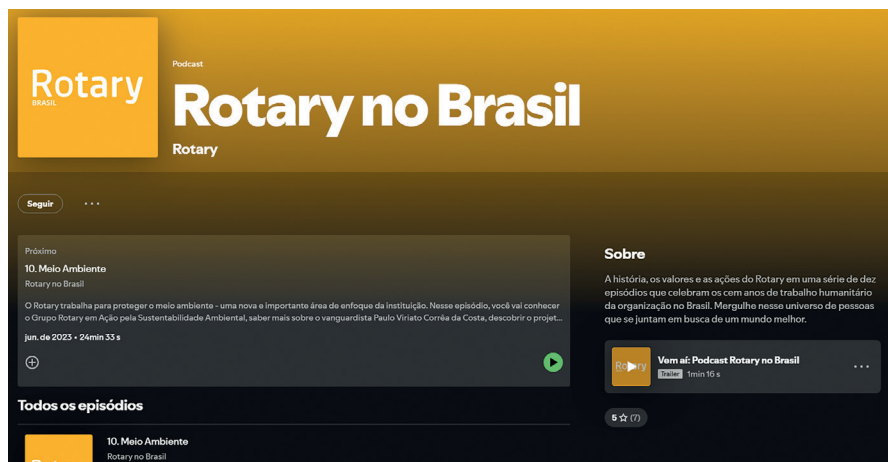 Rotary
BRASIL
Podcast
Rotary no Brasil
Rotary
Seguir
Próximo
10. Meio Ambiente
Rotary no Brasil
O Rotary trabalha para proteger o meio ambiente - uma nova e importante área de enfoque da instituição. Nesse episódio, você vai conhecer
o Grupo Rotary em Ação pela Sustentabilidade Ambiental, saber mais sobre o vanguardista Paulo Viriato Corrêa da Costa, descobrir o projet...
jun. de 2023 • 24min 33 s
Todos os episódios
10. Meio Ambiente
Rotary no Brasil
Sobre
A história, os valores e as ações do Rotary em uma série de dez
episódios que celebram os cem anos de trabalho humanitário
da organização no Brasil. Mergulhe nesse universo de pessoas
que se juntam em busca de um mundo melhor.
Rotary
Vem aí: Podcast Rotary no Brasil
Trailer 1min 16 s
5 ☆ (7)